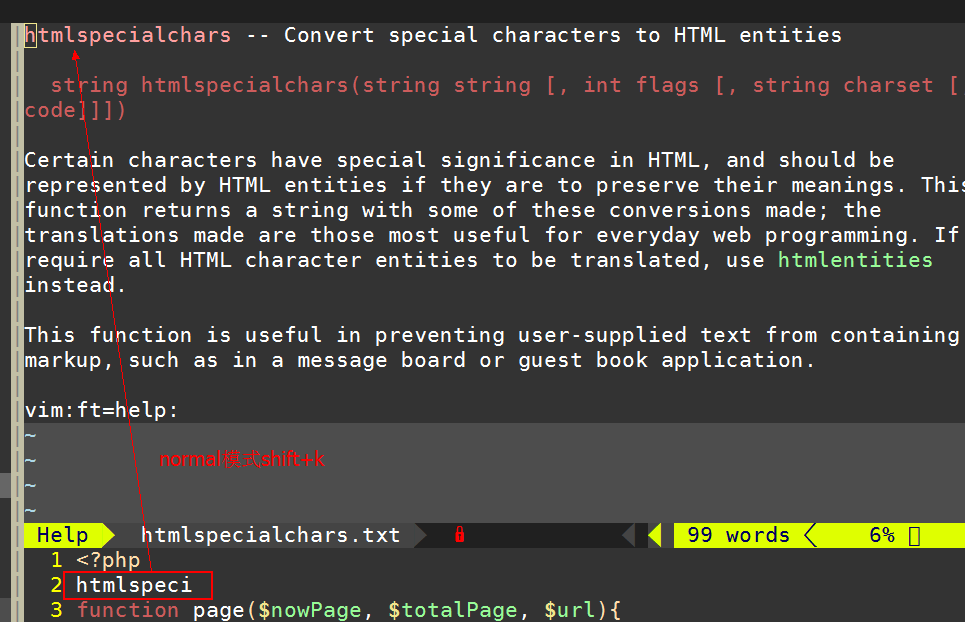 htmlspecialchars -- Convert special characters to HTML entities
string htmlspecialchars(string string [, int flags [, string charset [
code]]])
Certain characters have special significance in HTML, and should be
represented by HTML entities if they are to preserve their meanings. This
function returns a string with some of these conversions made; the
translations made are those most useful for everyday web programming. If
require all HTML character entities to be translated, use htmlentities
instead.
This function is useful in preventing user-supplied text from containing
markup, such as in a message board or guest book application.
vim:ft=help:
~
~ normal模式shift+k
~
~
Help htmlspecialchars.txt 99 words 6%
1 <?php
2 htmlspeci
3 function page($nowPage, $totalPage, $url){